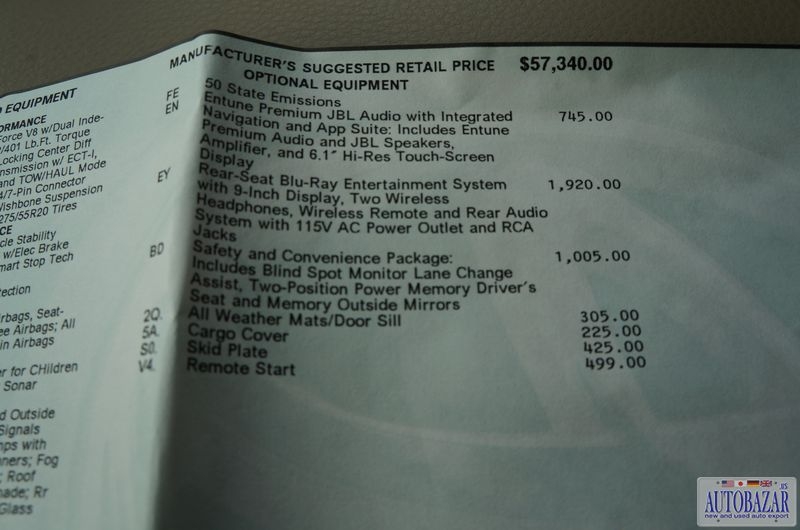 MANUFACTURER'S SUGGESTED RETAIL PRICE $57,340.00
OPTIONAL EQUIPMENT
FE 50 State Emissions
EN Entune Premium JBL Audio with Integrated 745.00
Navigation and App Suite: Includes Entune
Premium Audio and JBL Speakers,
Amplifier, and 6.1" Hi-Res Touch-Screen
Display
EY Rear-Seat Blu-Ray Entertainment System 1,920.00
with 9-Inch Display, Two Wireless
Headphones, Wireless Remote and Rear Audio
System with 115V AC Power Outlet and RCA
Jacks
BD Safety and Convenience Package: 1,005.00
Includes Blind Spot Monitor Lane Change
Assist, Two-Position Power Memory Driver's
Seat and Memory Outside Mirrors
2Q. All Weather Mats/Door Sill 305.00
5A. Cargo Cover 225.00
S0. Skid Plate 425.00
V4. Remote Start 499.00
EQUIPMENT
ORMANCE
Force V8 w/Dual Inde-
/401 Lb.Ft. Torque
Locking Center Diff
nsmission w/ ECT-i,
and TOW/HAUL Mode
4/7-Pin Connector
Wishbone Suspension
275/55R20 Tires
CE
cle Stability
w/Elec Brake
mart Stop Tech
tection
irbags, Seat-
ee Airbags; All
in Airbags
er for CHildren
Sonar
d Outside
Signals
mps with
ners; Fog
; Roof
hade; Rr
Glass
AUTOBAZAR.US
new and used auto export